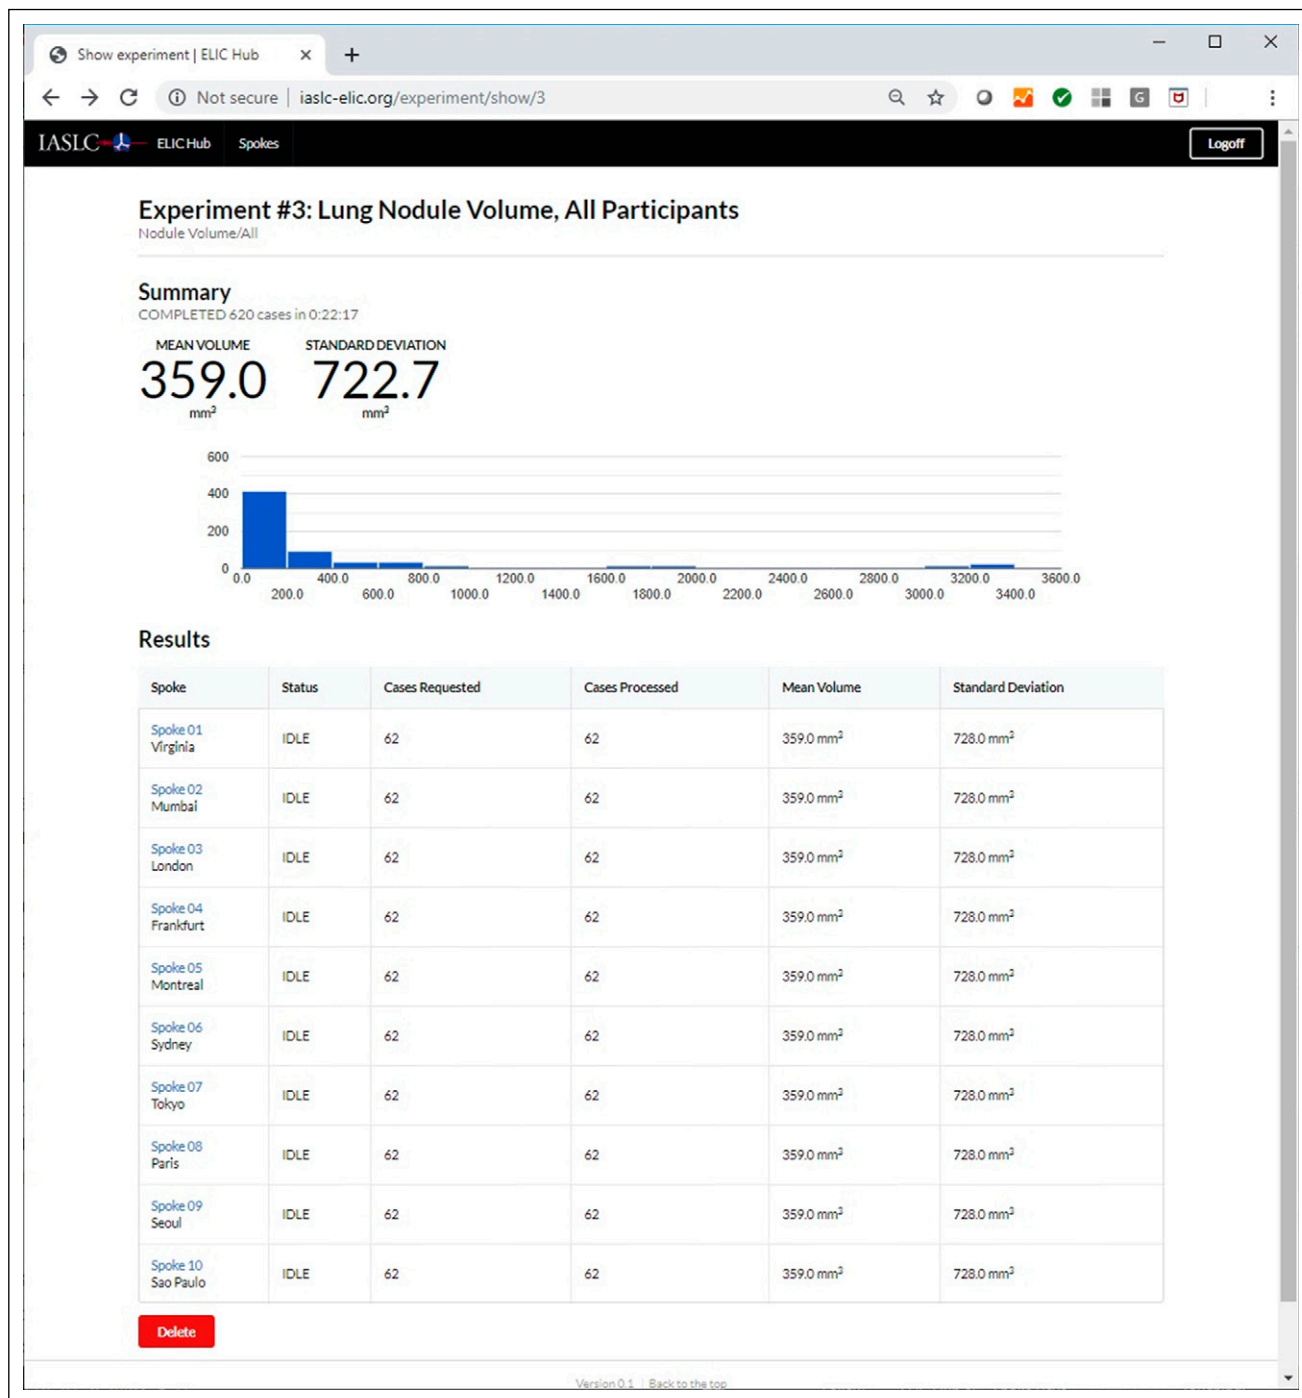 Show experiment | ELIC Hub
Not secure | iaslc-elic.org/experiment/show/3
IASLC ELIC Hub Spokes Logoff
Experiment #3: Lung Nodule Volume, All Participants
Nodule Volume/All
Summary
COMPLETED 620 cases in 0:22:17
MEAN VOLUME STANDARD DEVIATION
359.0 722.7
mm³ mm³
600
400
200
0
0.0 400.0 800.0 1200.0 1600.0 2000.0 2400.0 2800.0 3200.0 3600.0
200.0 600.0 1000.0 1400.0 1800.0 2200.0 2600.0 3000.0 3400.0
Results
Spoke Status Cases Requested Cases Processed Mean Volume Standard Deviation
Spoke 01
Virginia IDLE 62 62 359.0 mm³ 728.0 mm³
Spoke 02
Mumbai IDLE 62 62 359.0 mm³ 728.0 mm³
Spoke 03
London IDLE 62 62 359.0 mm³ 728.0 mm³
Spoke 04
Frankfurt IDLE 62 62 359.0 mm³ 728.0 mm³
Spoke 05
Montreal IDLE 62 62 359.0 mm³ 728.0 mm³
Spoke 06
Sydney IDLE 62 62 359.0 mm³ 728.0 mm³
Spoke 07
Tokyo IDLE 62 62 359.0 mm³ 728.0 mm³
Spoke 08
Paris IDLE 62 62 359.0 mm³ 728.0 mm³
Spoke 09
Seoul IDLE 62 62 359.0 mm³ 728.0 mm³
Spoke 10
Sao Paulo IDLE 62 62 359.0 mm³ 728.0 mm³
Delete
Version 0.1 | Back to the top